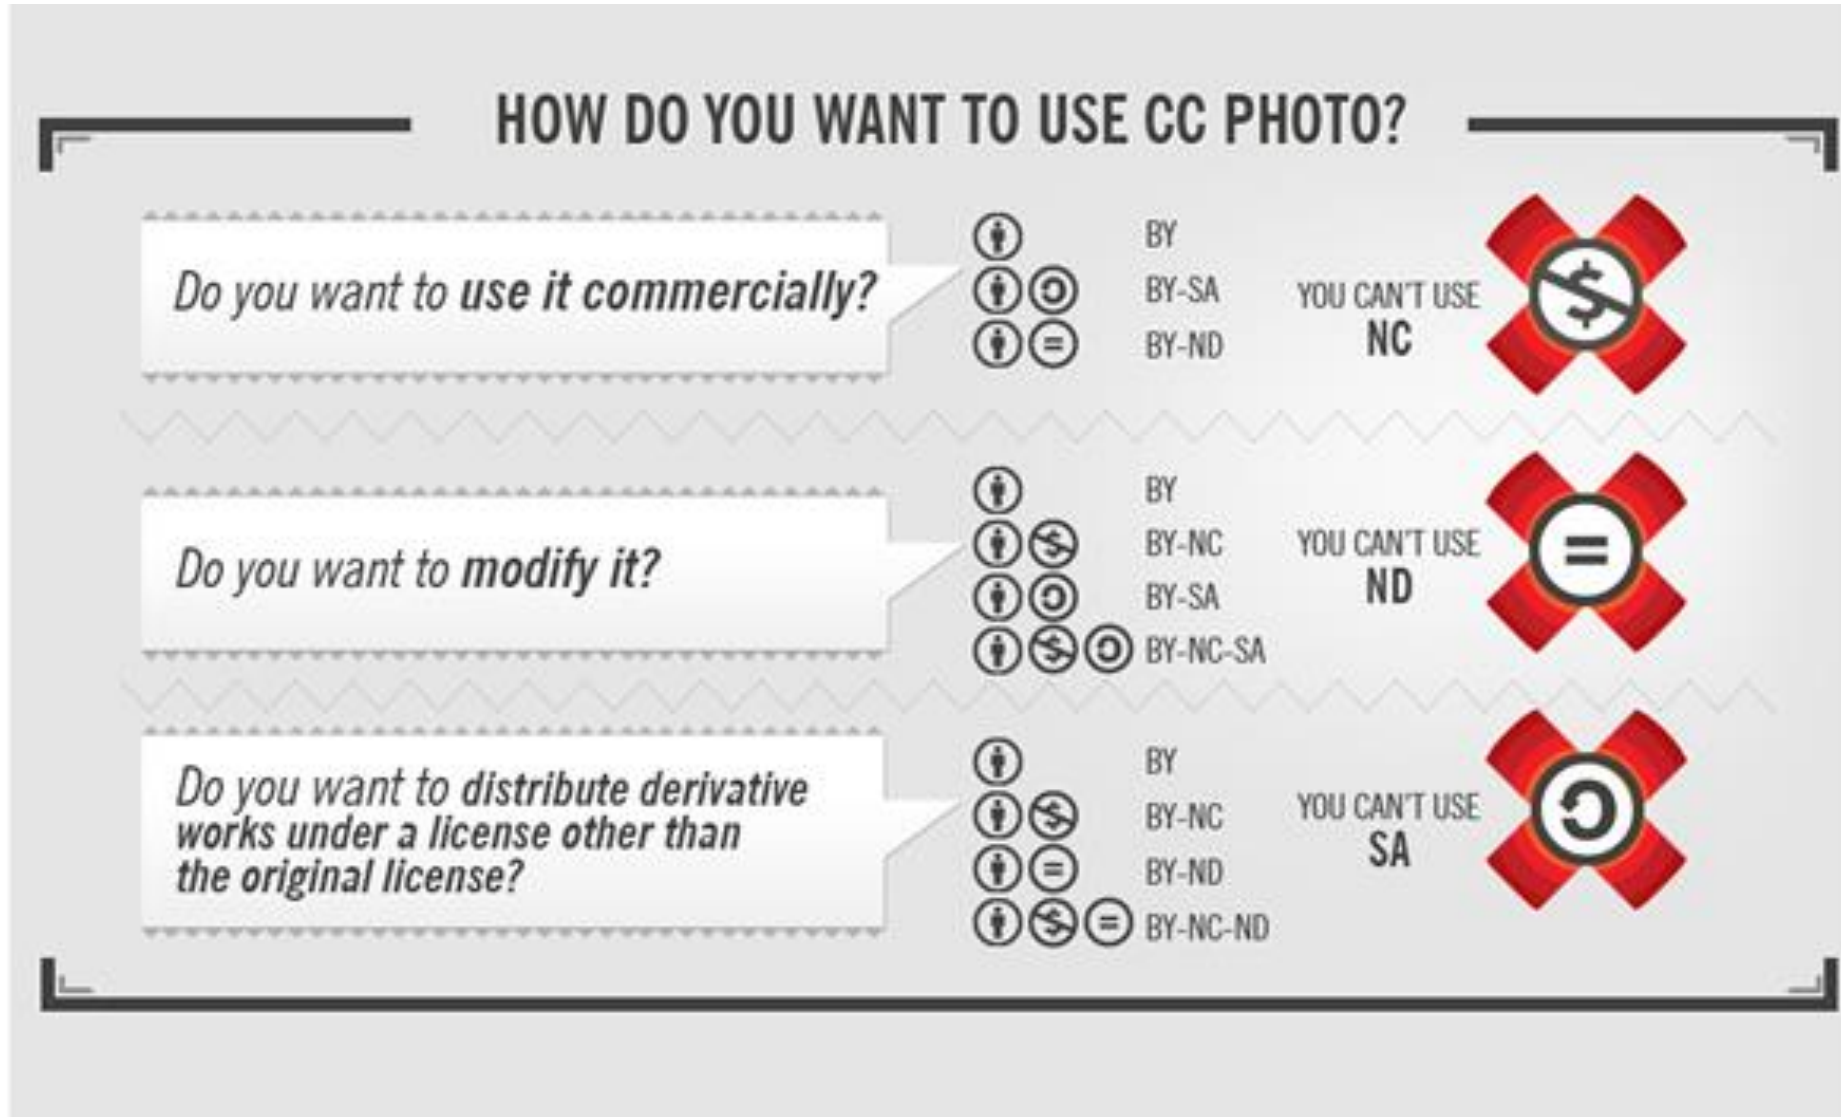 HOW DO YOU WANT TO USE CC PHOTO?
Do you want to use it commercially?
BY
BY-SA
BY-ND
YOU CAN'T USE
NC
Do you want to modify it?
BY
BY-NC
BY-SA
BY-NC-SA
YOU CAN'T USE
ND
Do you want to distribute derivative
works under a license other than
the original license?
BY
BY-NC
BY-ND
BY-NC-ND
YOU CAN'T USE
SA